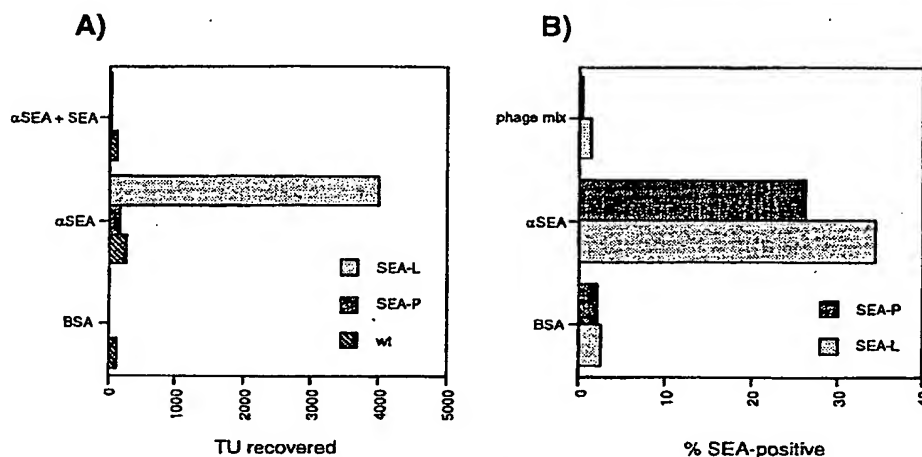 A)
αSEA + SEA
αSEA
BSA
SEA-L
SEA-P
wt
0
1000
2000
3000
4000
5000
TU recovered
B)
phage mix
αSEA
BSA
SEA-P
SEA-L
0
10
20
30
40
% SEA-positive